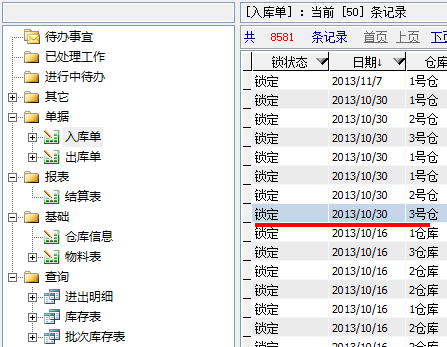 待办事宜
已处理工作
进行中待办
其它
单据
入库单
出库单
报表
结算表
基础
仓库信息
物料表
查询
进出明细
库存表
批次库存表
[入库单] : 当前 [50] 条记录
共 8581 条记录 首页 上页 下页
锁状态 日期↓ 仓库
锁定 2013/11/7 1号仓
锁定 2013/10/30 1号仓
锁定 2013/10/30 2号仓
锁定 2013/10/30 3号仓
锁定 2013/10/30 1号仓
锁定 2013/10/30 1号仓
锁定 2013/10/30 2号仓
锁定 2013/10/30 3号仓
锁定 2013/10/16 1仓库
锁定 2013/10/16 3仓库
锁定 2013/10/16 2仓库
锁定 2013/10/16 2仓库
锁定 2013/10/16 1仓库
锁定 2013/10/16 2仓库